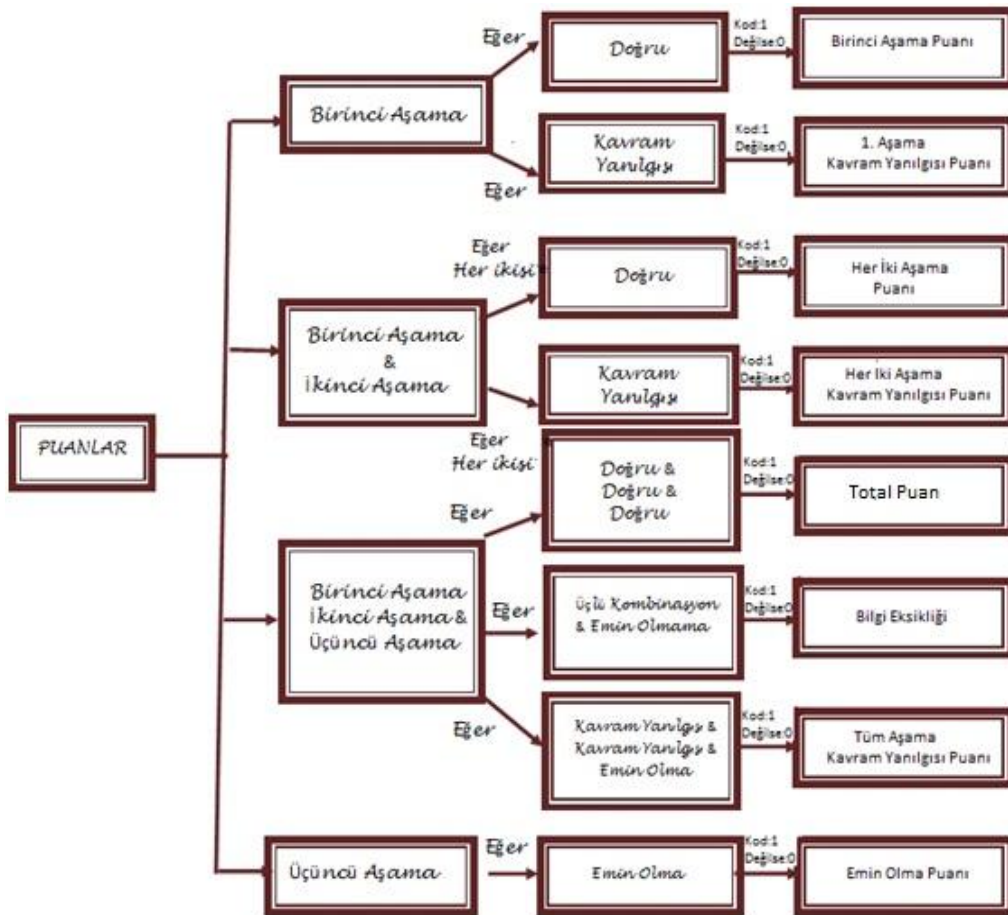 PUANLAR
Birinci Aşama
Eğer
Doğru
Kod:1
Değilse:0
Birinci Aşama Puanı
Eğer
Kavram
Yanılgısı
Kod:1
Değilse:0
1. Aşama
Kavram Yanılgısı Puanı
Birinci Aşama
&
İkinci Aşama
Eğer
Her ikisi
Doğru
Kod:1
Değilse:0
Her İki Aşama
Puanı
Eğer
Her ikisi
Kavram
Yanılgısı
Kod:1
Değilse:0
Her İki Aşama
Kavram Yanılgısı Puanı
Birinci Aşama
İkinci Aşama &
Üçüncü Aşama
Eğer
Doğru &
Doğru &
Doğru
Kod:1
Değilse:0
Total Puan
Eğer
Üçlü Kombinasyon
& Emin Olmama
Kod:1
Değilse:0
Bilgi Eksikliği
Eğer
Kavram Yanılgı &
Kavram Yanılgı &
Emin Olma
Kod:1
Değilse:0
Tüm Aşama
Kavram Yanılgısı Puanı
Üçüncü Aşama
Eğer
Emin Olma
Kod:1
Değilse:0
Emin Olma Puanı